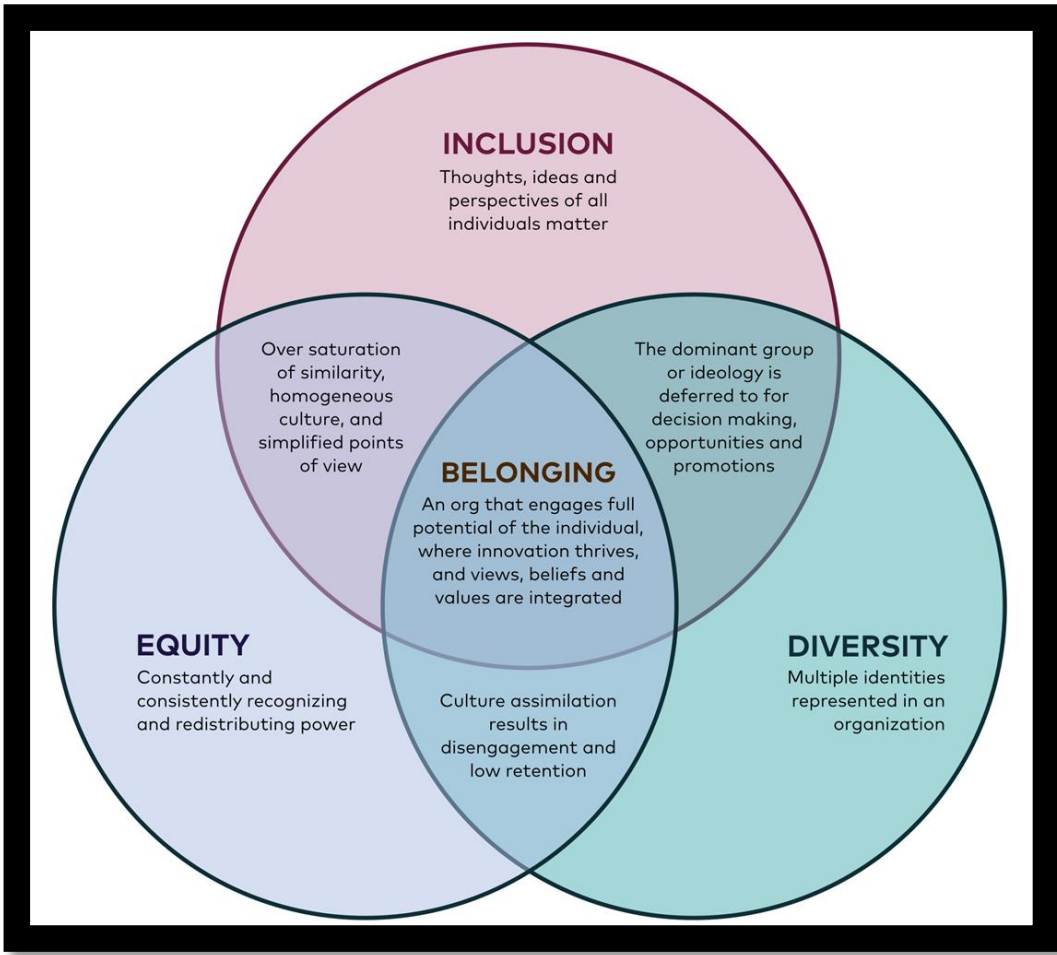 INCLUSION
Thoughts, ideas and
perspectives of all
individuals matter
Over saturation
of similarity,
homogeneous
culture, and
simplified points
of view
The dominant group
or ideology is
deferred to for
decision making,
opportunities and
promotions
BELONGING
An org that engages full
potential of the individual,
where innovation thrives,
and views, beliefs and
values are integrated
EQUITY
Constantly and
consistently recognizing
and redistributing power
DIVERSITY
Multiple identities
represented in an
organization
Culture assimilation
results in
disengagement and
low retention